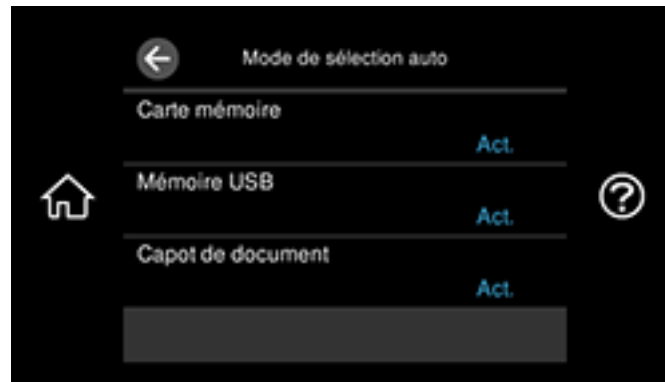 Mode de sélection auto
Carte mémoire
Act.
Mémoire USB
Act.
Capot de document
Act.